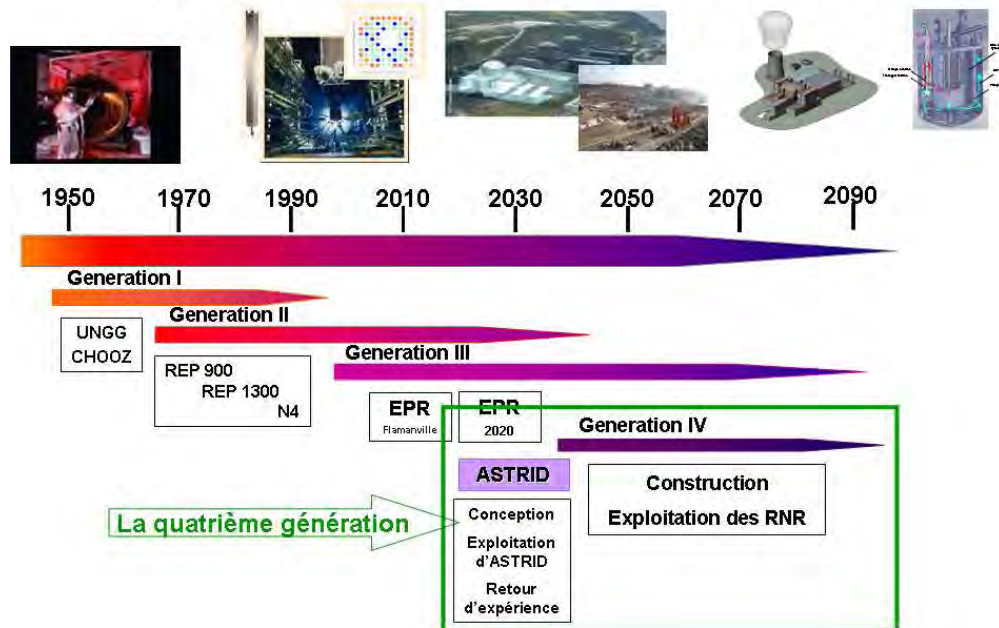 1950 1970 1990 2010 2030 2050 2070 2090
Generation I
UNGG
CHOOZ
Generation II
REP 900
REP 1300
N4
Generation III
EPR
Flamanville
EPR
2020
Generation IV
ASTRID
Construction
Exploitation des RNR
La quatrième génération
Conception
Exploitation
d'ASTRID
Retour
d'expérience